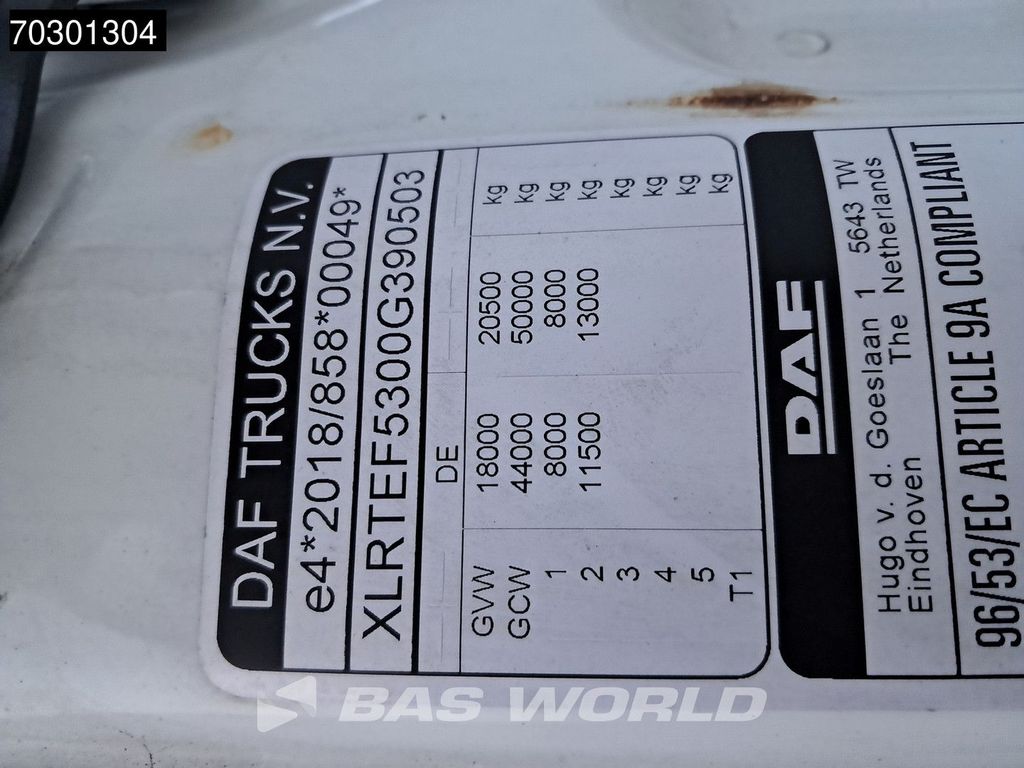 70301304
DAF TRUCKS N.V.
e4*2018/858*00049*
XLRTEF5300G390503
DE
GVW 18000 20500 kg
GCW 44000 50000 kg
1 8000 8000 kg
2 11500 13000 kg
3 kg
4 kg
5 kg
T1 kg
DAF
Hugo v. d. Goeslaan 1 5643 TW
Eindhoven The Netherlands
96/53/EC ARTICLE 9A COMPLIANT
BAS WORLD